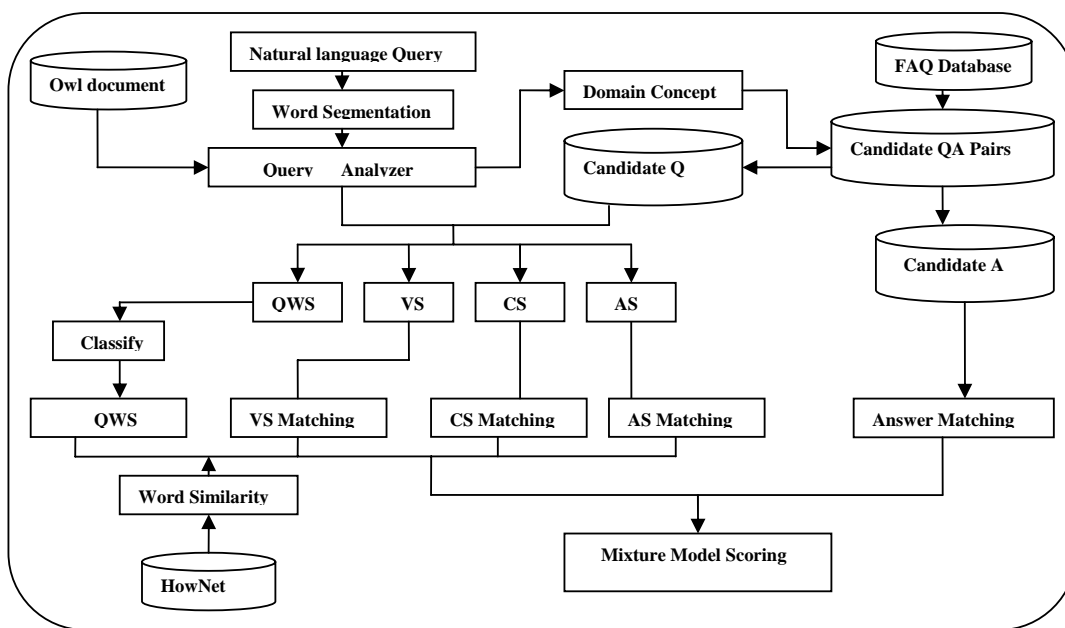 Natural language Query
FAQ Database
Owl document
Domain Concept
Word Segmentation
Candidate QA Pairs
Query Analyzer
Candidate Q
Candidate A
QWS
VS
CS
AS
Classify
QWS
VS Matching
CS Matching
AS Matching
Answer Matching
Word Similarity
Mixture Model Scoring
HowNet